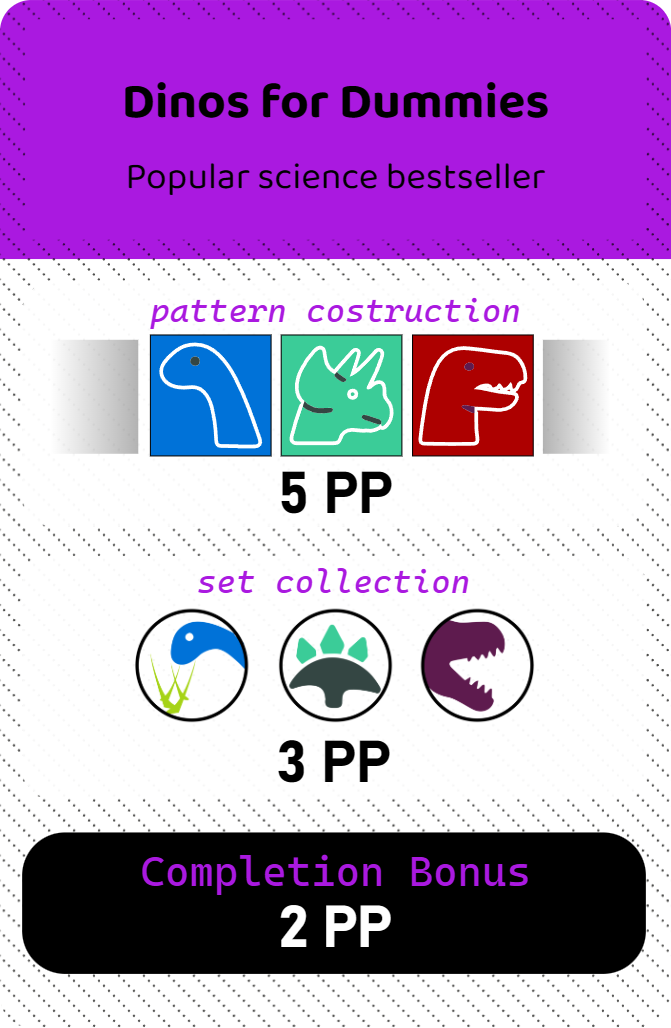 Dinos for Dummies
Popular science bestseller
pattern costruction
5 PP
set collection
3 PP
Completion Bonus
2 PP